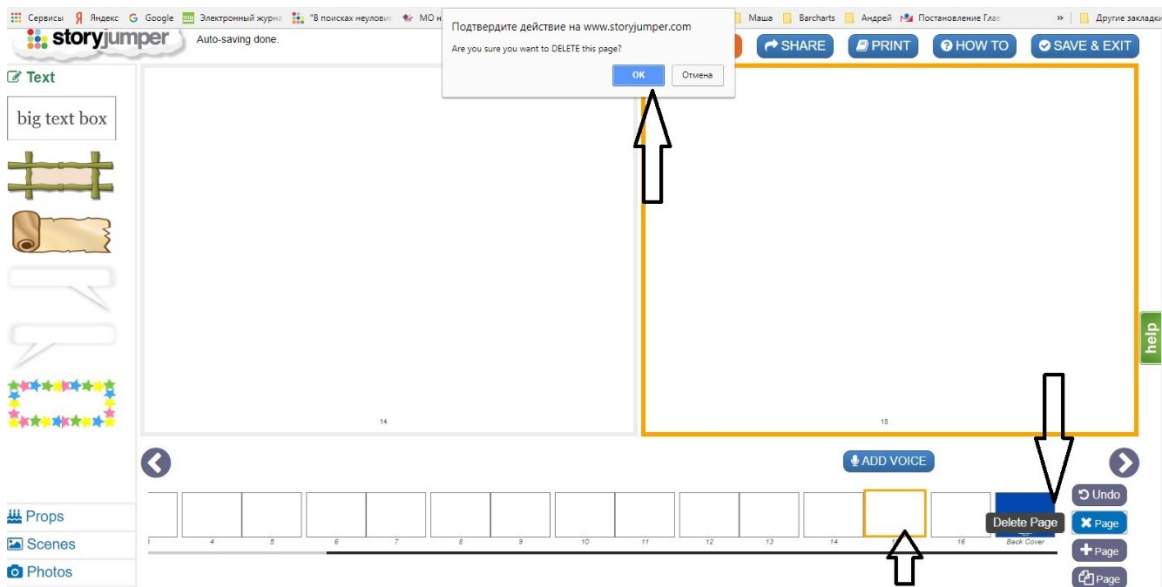 Сервисы Яндекс Google Электронный журна "В поисках неулови МО н Маша Barcharts Андрей Постановление Глав » Другие закладки
Подтвердите действие на www.storyjumper.com
Are you sure you want to DELETE this page?
OK Отмена
storyjumper Auto-saving done. SHARE PRINT HOW TO SAVE & EXIT
Text
big text box
help
14 15
ADD VOICE
Undo
Delete Page
Page
3 4 5 6 7 8 9 10 11 12 13 14 16 Back Cover
Page
Page
Props
Scenes
Photos